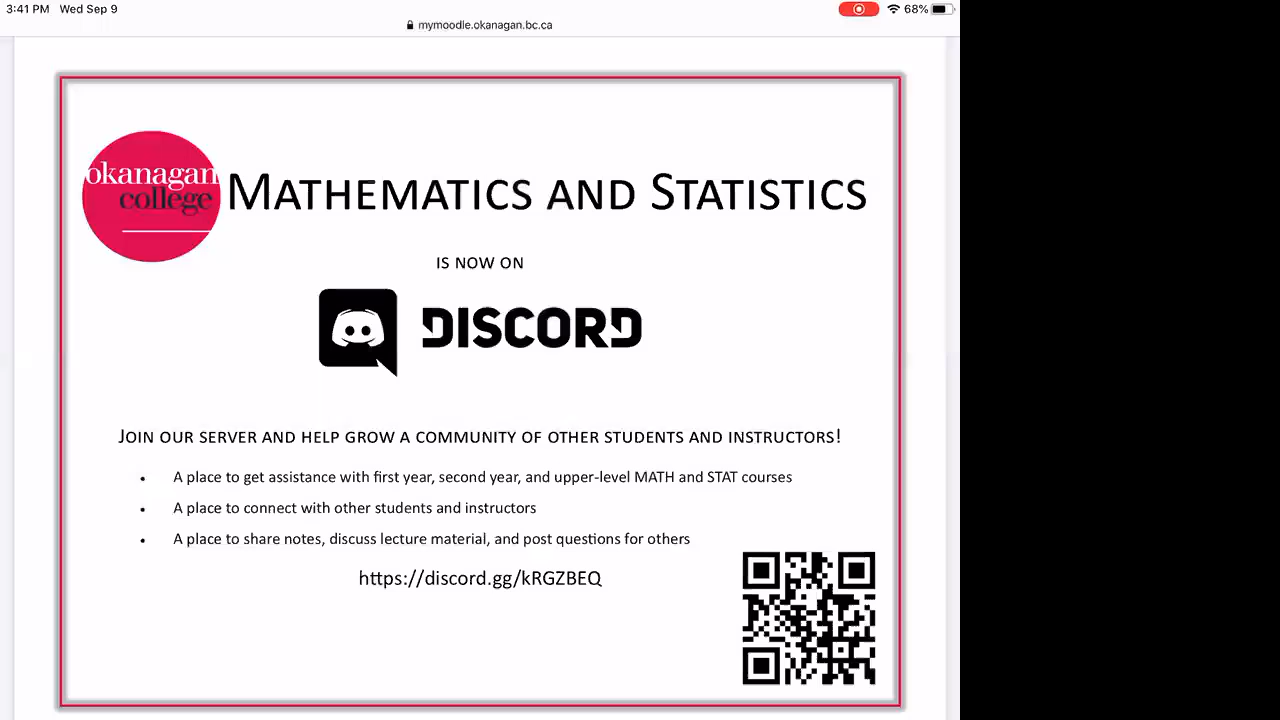 3:41 PM Wed Sep 9
68%
mymoodle.okanagan.bc.ca
okanagan
college
MATHEMATICS AND STATISTICS
IS NOW ON
DISCORD
JOIN OUR SERVER AND HELP GROW A COMMUNITY OF OTHER STUDENTS AND INSTRUCTORS!
• A place to get assistance with first year, second year, and upper-level MATH and STAT courses
• A place to connect with other students and instructors
• A place to share notes, discuss lecture material, and post questions for others
https://discord.gg/kRGZBEQ